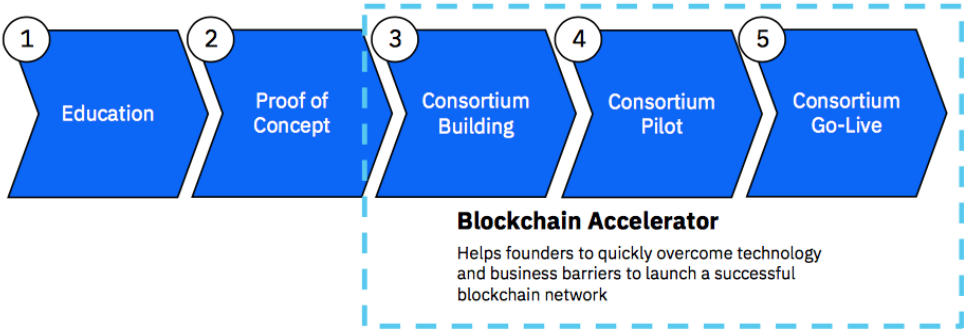 1
2
3
4
5
Education
Proof of
Concept
Consortium
Building
Consortium
Pilot
Consortium
Go-Live
Blockchain Accelerator
Helps founders to quickly overcome technology
and business barriers to launch a successful
blockchain network